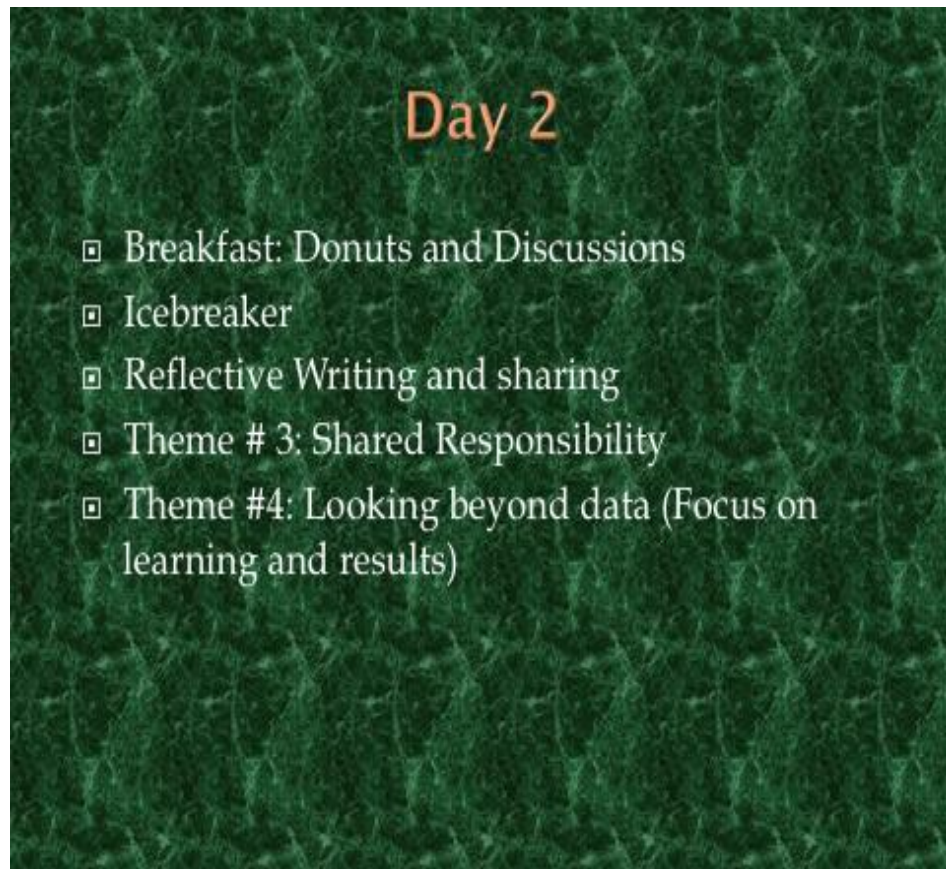 Day 2
Breakfast: Donuts and Discussions
Icebreaker
Reflective Writing and sharing
Theme # 3: Shared Responsibility
Theme #4: Looking beyond data (Focus on
learning and results)